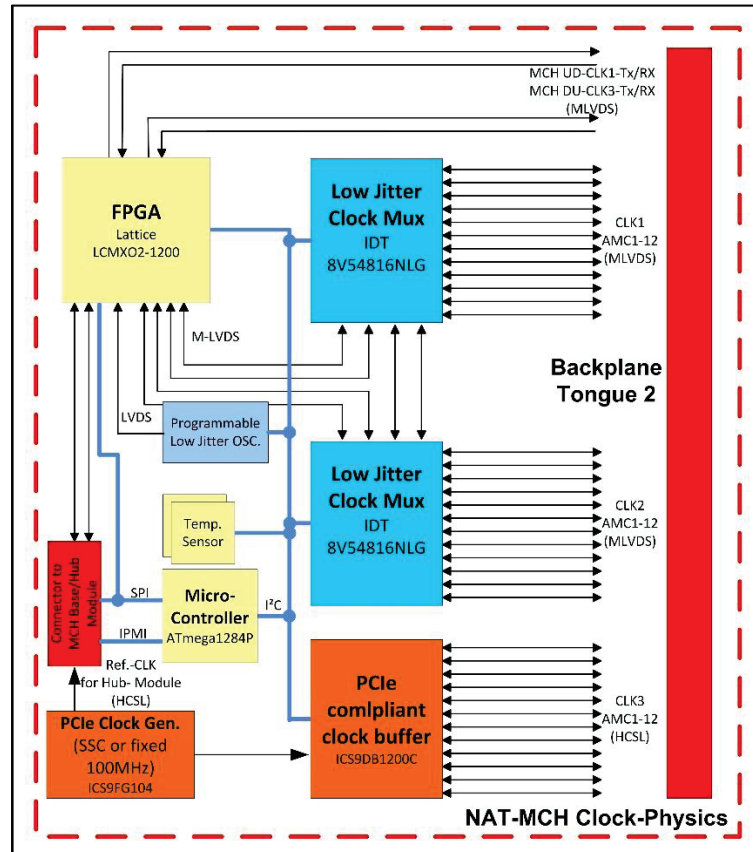 MCH UD-CLK1-Tx/RX
MCH DU-CLK3-Tx/RX
(MLVDS)
FPGA
Lattice
LCMXO2-1200
Low Jitter
Clock Mux
IDT
8V54816NLG
CLK1
AMC1-12
(MLVDS)
M-LVDS
Backplane
Tongue 2
LVDS
Programmable
Low Jitter OSC.
Low Jitter
Clock Mux
IDT
8V54816NLG
CLK2
AMC1-12
(MLVDS)
Temp.
Sensor
Connector to
MCH Base/Hub
Module
SPI
IPMI
Micro-
Controller
ATmega1284P
I²C
Ref.-CLK
for Hub- Module
(HCSL)
PCIe Clock Gen.
(SSC or fixed
100MHz)
ICS9FG104
PCIe
comlpliant
clock buffer
ICS9DB1200C
CLK3
AMC1-12
(HCSL)
NAT-MCH Clock-Physics